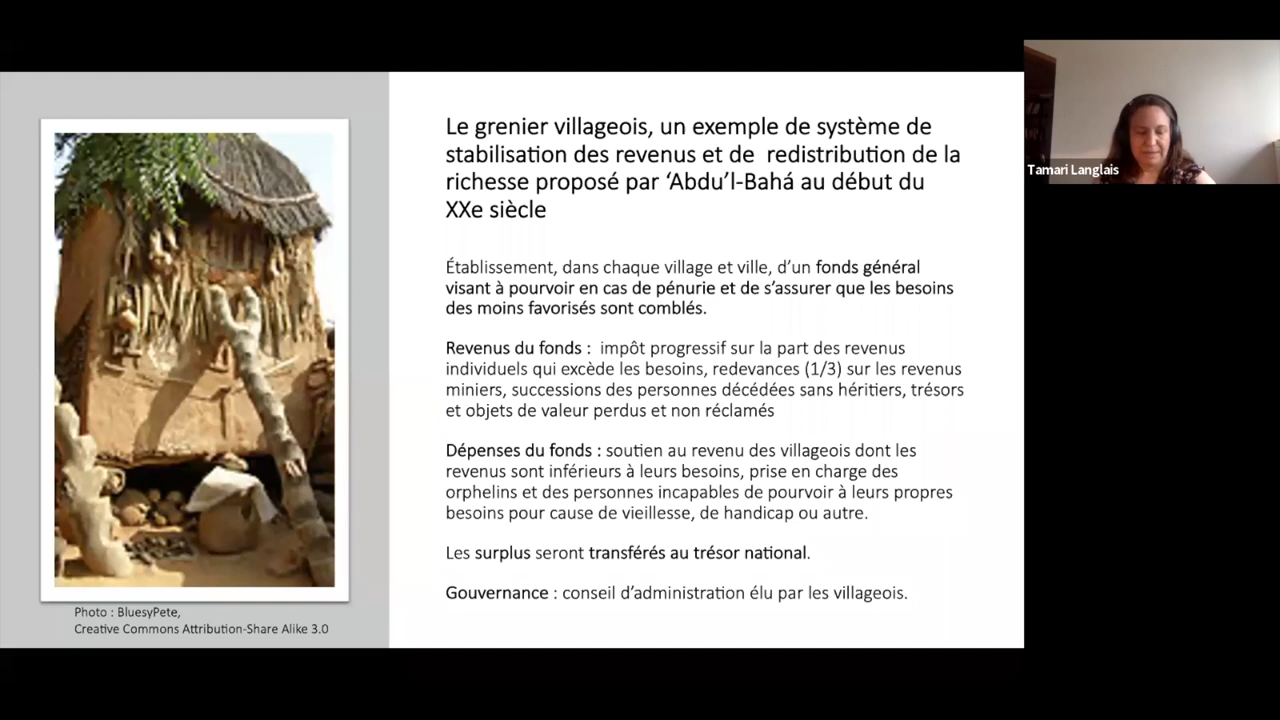 Le grenier villageois, un exemple de système de
stabilisation des revenus et de  redistribution de la
richesse proposé par ‘Abdu’l-Bahá au début du
XXe siècle
Établissement, dans chaque village et ville, d’un fonds général
visant à pourvoir en cas de pénurie et de s’assurer que les besoins
des moins favorisés sont comblés.
Revenus du fonds :  impôt progressif sur la part des revenus
individuels qui excède les besoins, redevances (1/3) sur les revenus
miniers, successions des personnes décédées sans héritiers, trésors
et objets de valeur perdus et non réclamés
Dépenses du fonds : soutien au revenu des villageois dont les
revenus sont inférieurs à leurs besoins, prise en charge des
orphelins et des personnes incapables de pourvoir à leurs propres
besoins pour cause de vieillesse, de handicap ou autre.
Les surplus seront transférés au trésor national.
Gouvernance : conseil d’administration élu par les villageois.
Photo : BluesyPete,
Creative Commons Attribution-Share Alike 3.0
Tamari Langlais